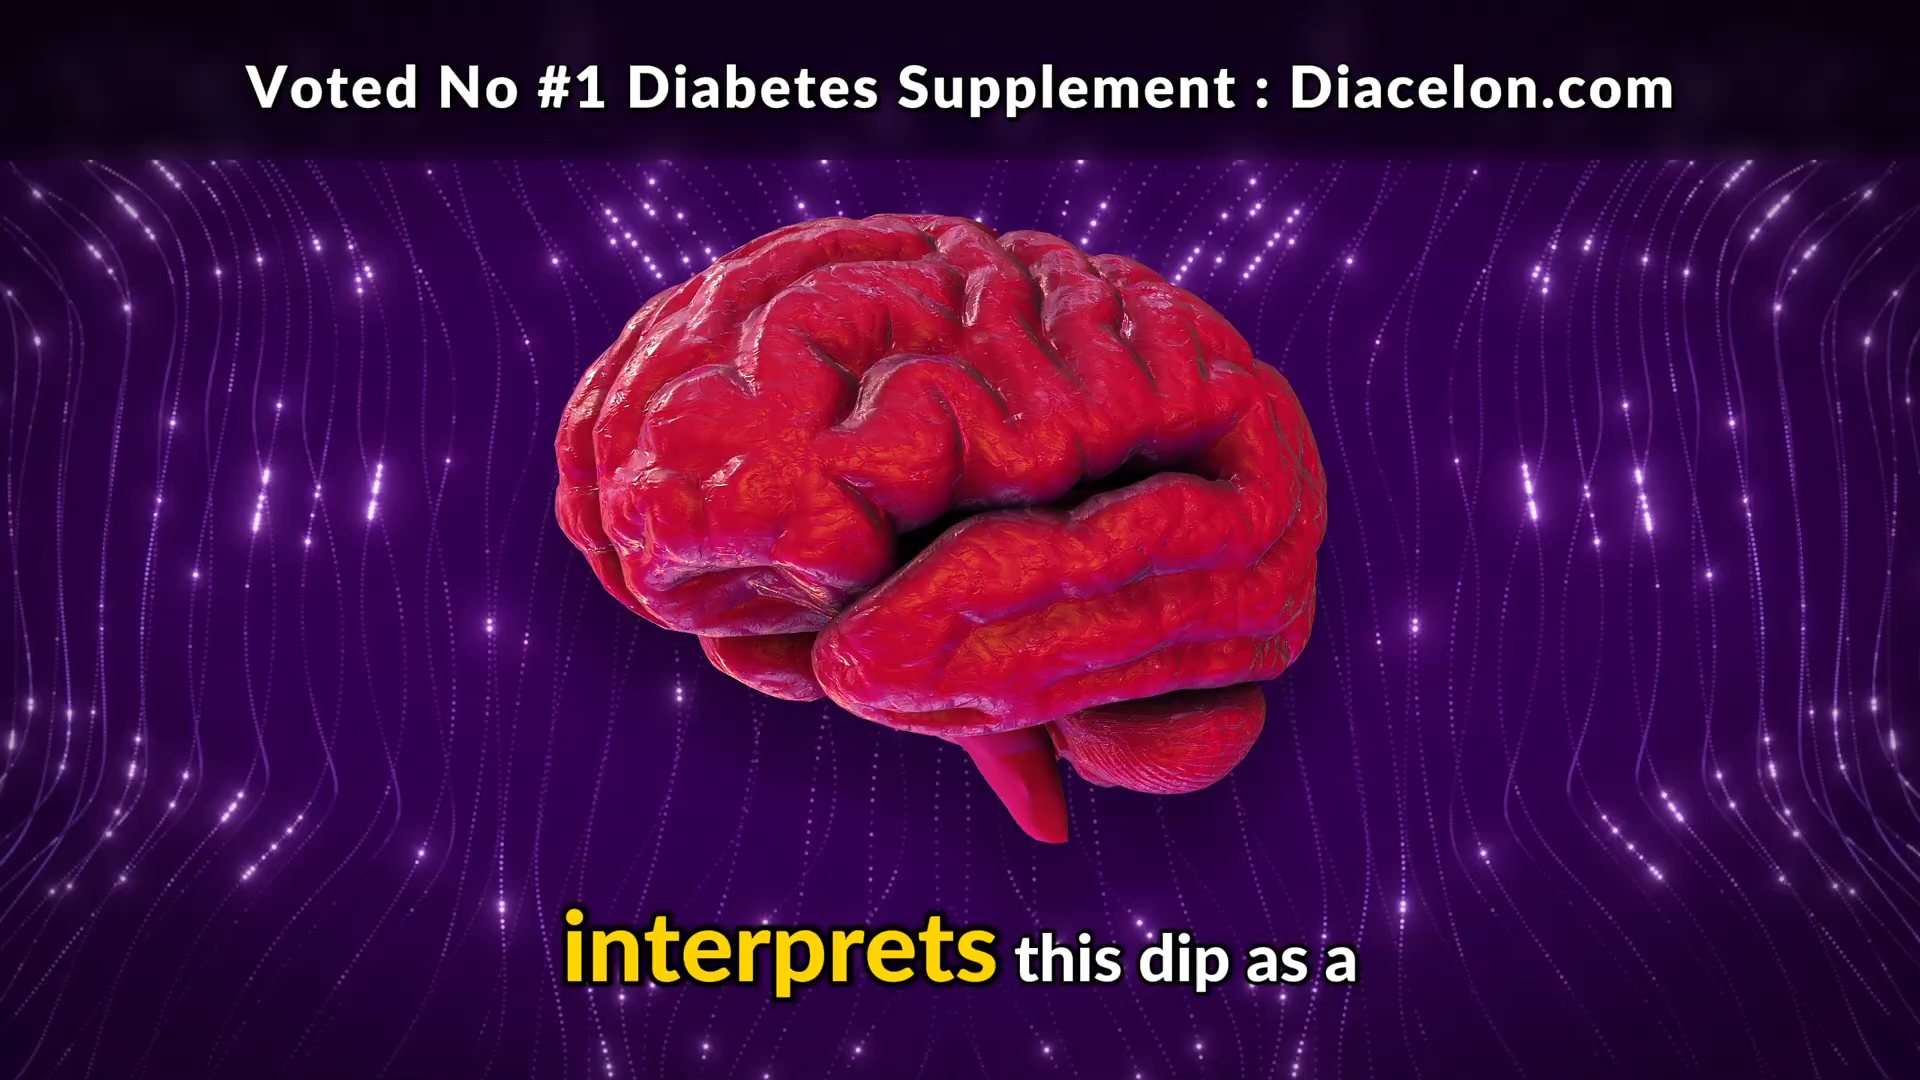 Voted No #1 Diabetes Supplement : Diacelon.com
interprets this dip as a